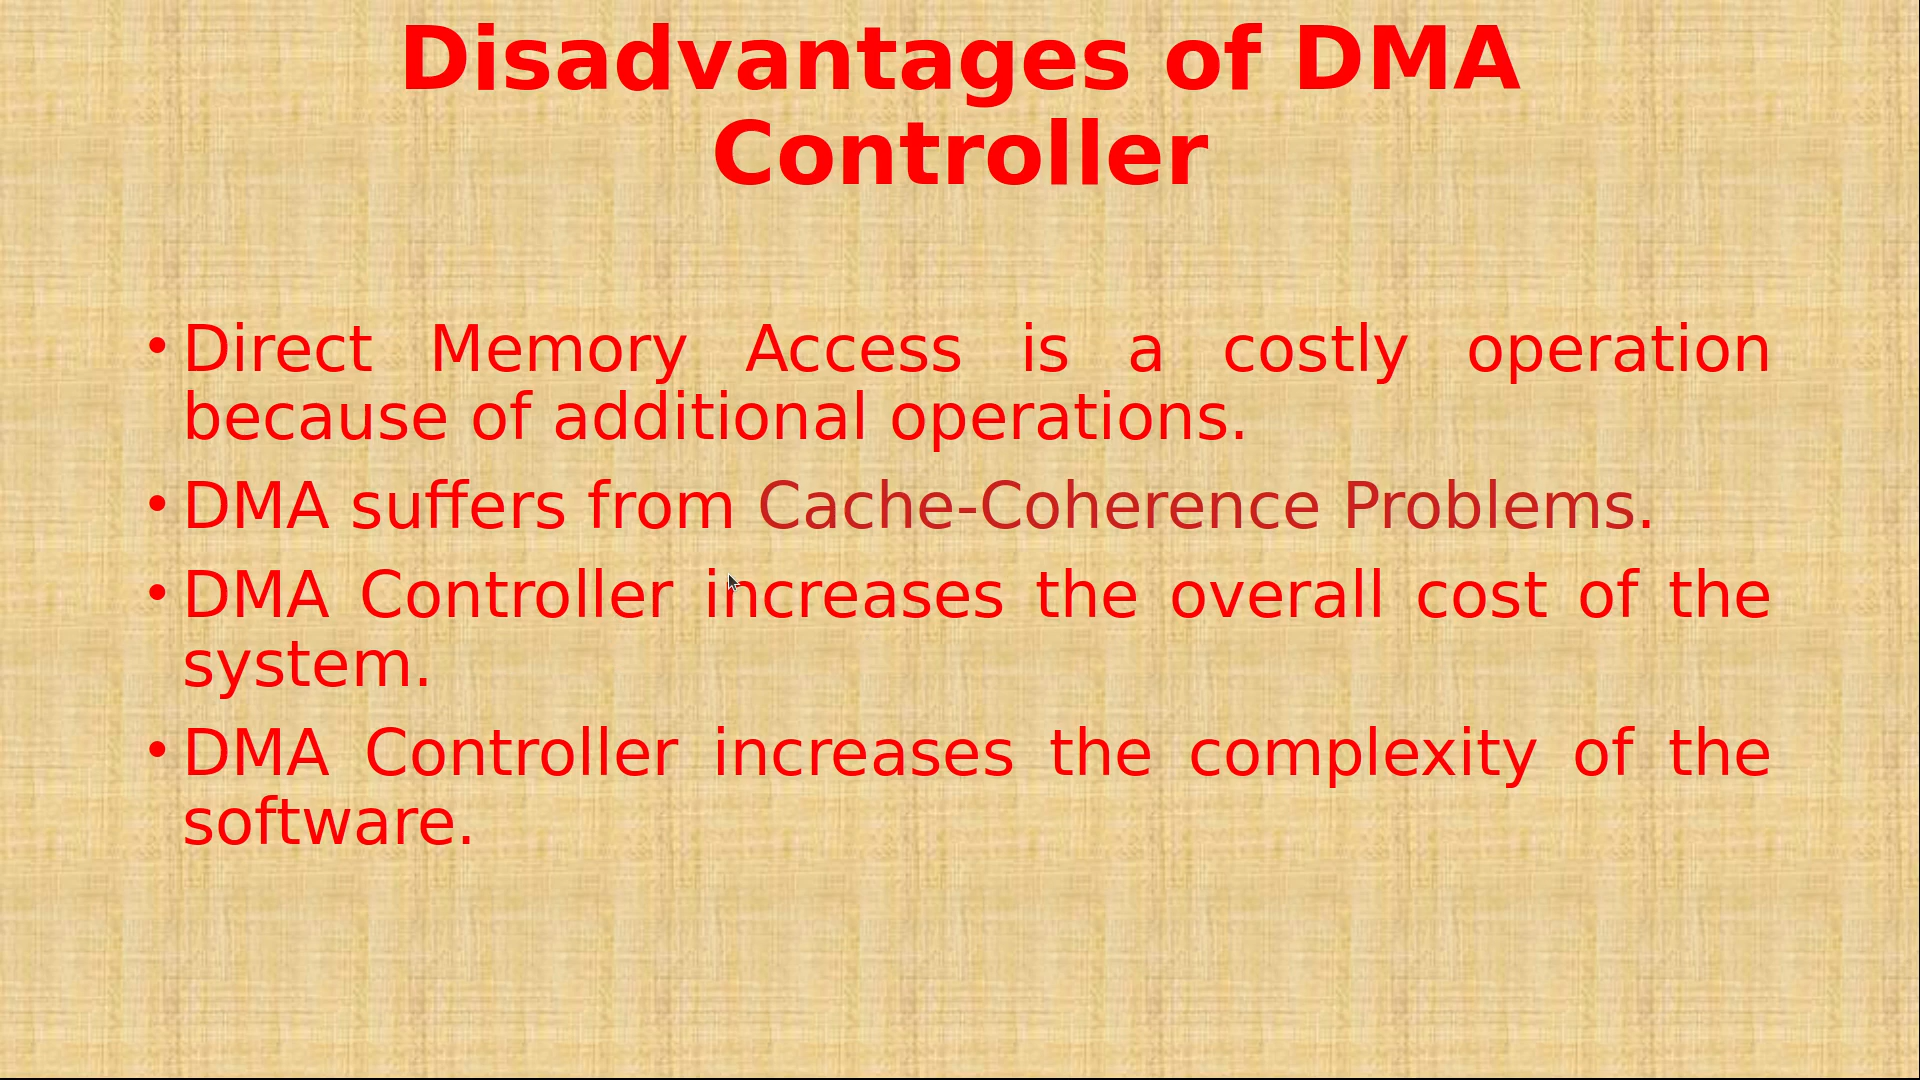 Disadvantages of DMA
Controller
• Direct Memory Access is a costly operation
because of additional operations.
• DMA suffers from Cache-Coherence Problems.
• DMA Controller increases the overall cost of the
system.
• DMA Controller increases the complexity of the
software.